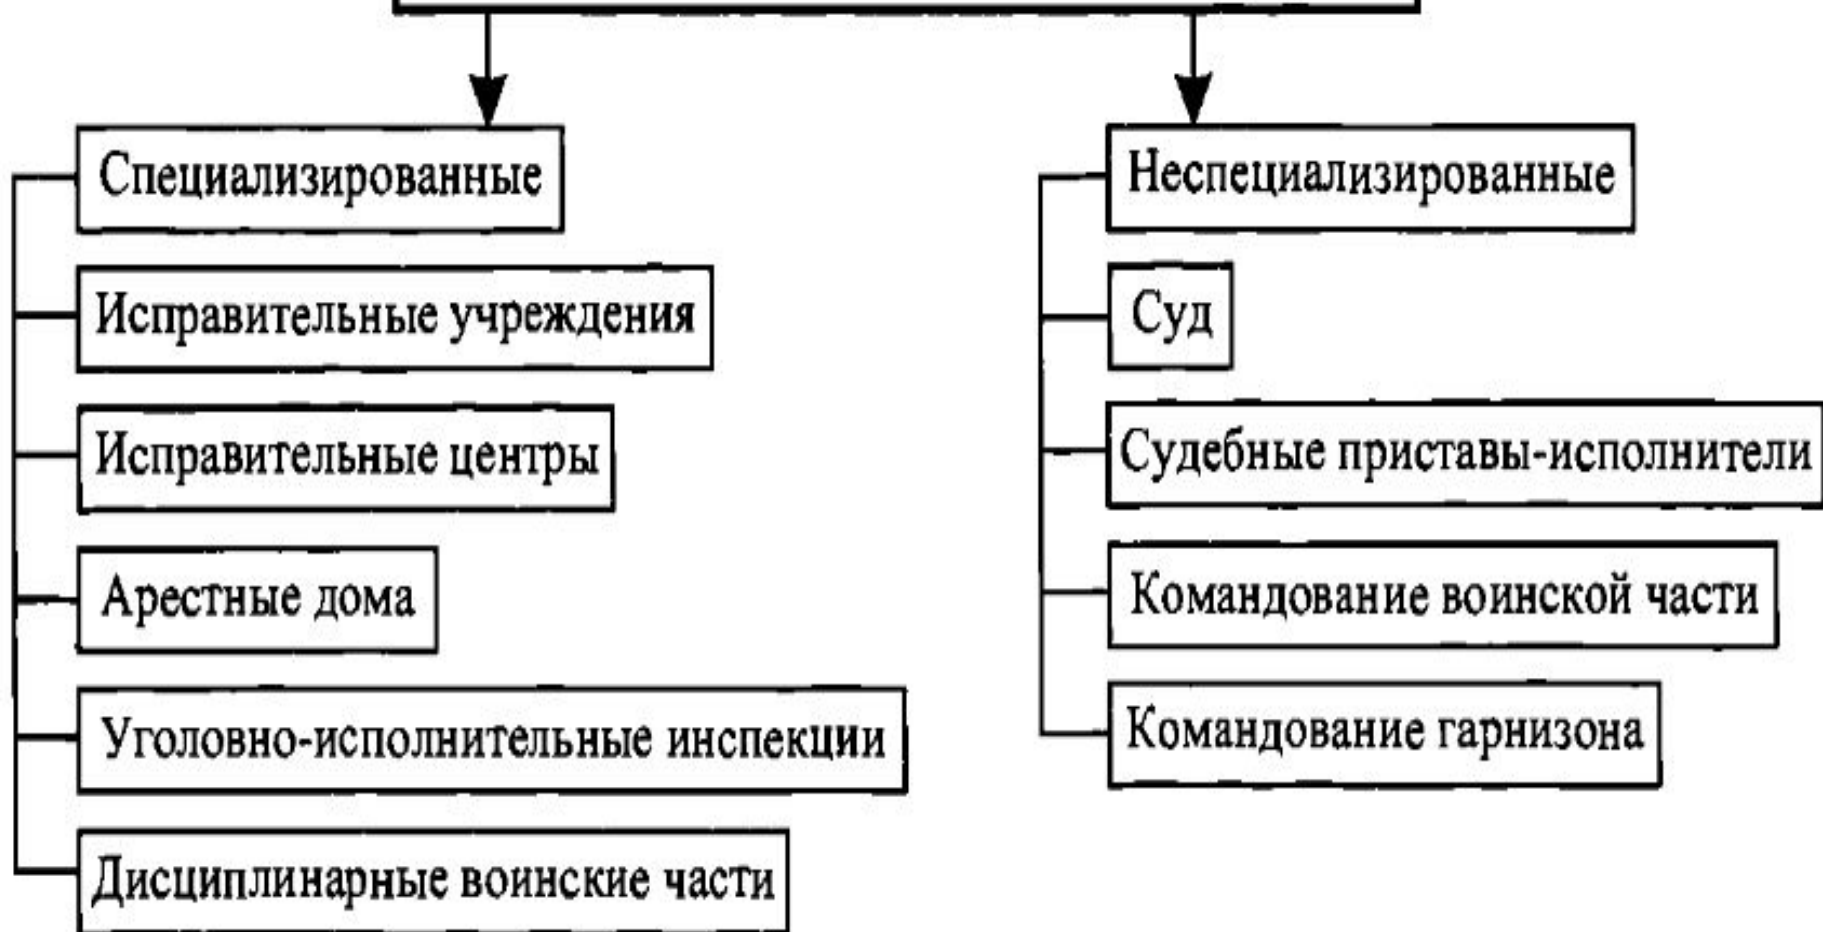 Специализированные
Исправительные учреждения
Исправительные центры
Арестные дома
Уголовно-исполнительные инспекции
Дисциплинарные воинские части
Неспециализированные
Суд
Судебные приставы-исполнители
Командование воинской части
Командование гарнизона